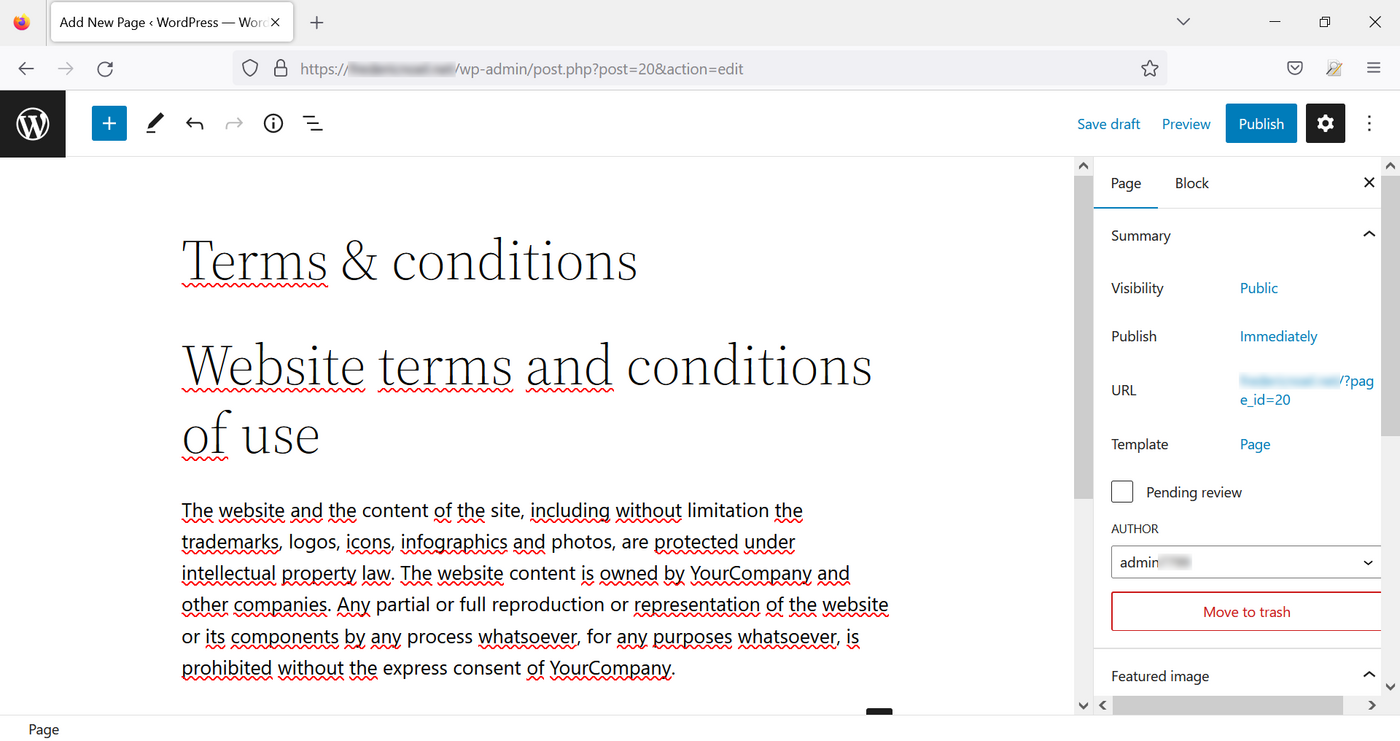 Add New Page ‹ WordPress — Wor
https:// /wp-admin/post.php?post=20&action=edit
Save draft Preview Publish
Page Block
Summary
Terms & conditions
Visibility Public
Publish Immediately
Website terms and conditions
of use
URL /?pag
e_id=20
Template Page
Pending review
The website and the content of the site, including without limitation the
trademarks, logos, icons, infographics and photos, are protected under
intellectual property law. The website content is owned by YourCompany and
other companies. Any partial or full reproduction or representation of the website
or its components by any process whatsoever, for any purposes whatsoever, is
prohibited without the express consent of YourCompany.
AUTHOR
admin
Move to trash
Featured image
Page